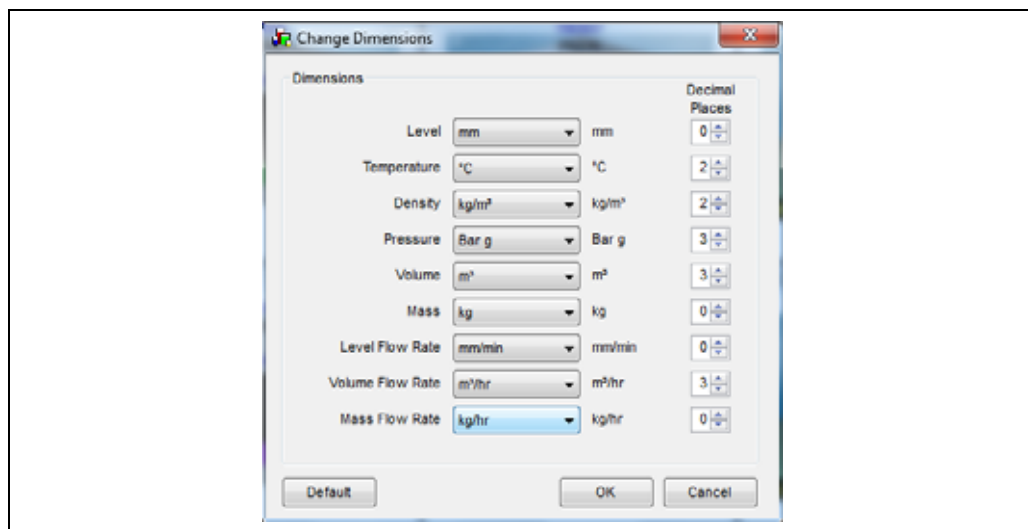 Change Dimensions
Dimensions
Decimal
Places
Level mm mm 0
Temperature °C °C 2
Density kg/m³ kg/m³ 2
Pressure Bar g Bar g 3
Volume m³ m³ 3
Mass kg kg 0
Level Flow Rate mm/min mm/min 0
Volume Flow Rate m³/hr m³/hr 3
Mass Flow Rate kg/hr kg/hr 0
Default OK Cancel